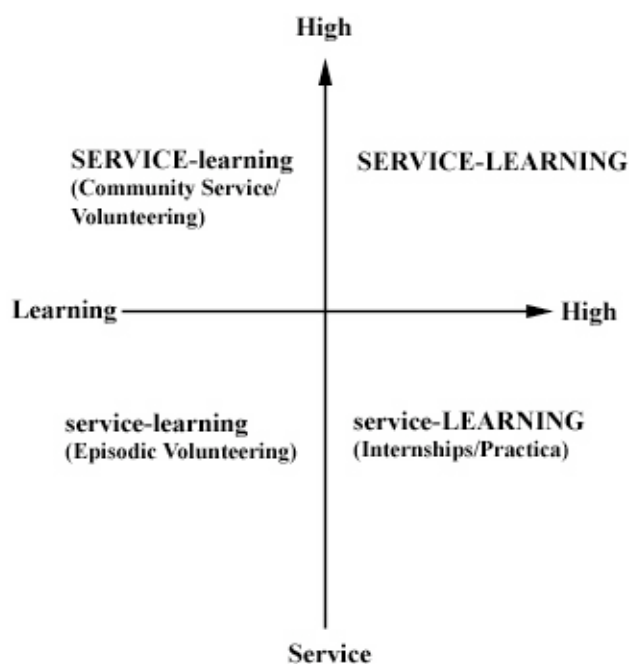 High
SERVICE-learning
(Community Service/
Volunteering)
SERVICE-LEARNING
Learning
High
service-learning
(Episodic Volunteering)
service-LEARNING
(Internships/Practica)
Service